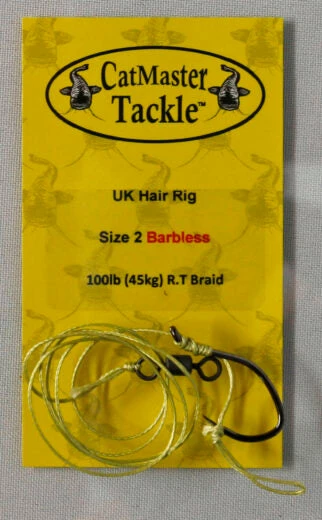 CatMaster
Tackle™
UK Hair Rig
Size 2 Barbless
100lb (45kg) R.T Braid